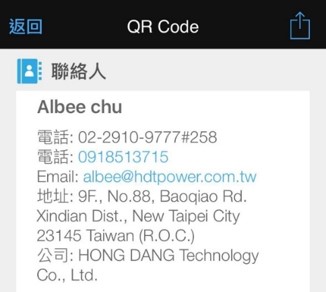 返回 QR Code
聯絡人
Albee chu
電話: 02-2910-9777#258
電話: 0918513715
Email: albee@hdtpower.com.tw
地址: 9F., No.88, Baoqiao Rd.
Xindian Dist., New Taipei City
23145 Taiwan (R.O.C.)
公司: HONG DANG Technology
Co., Ltd.